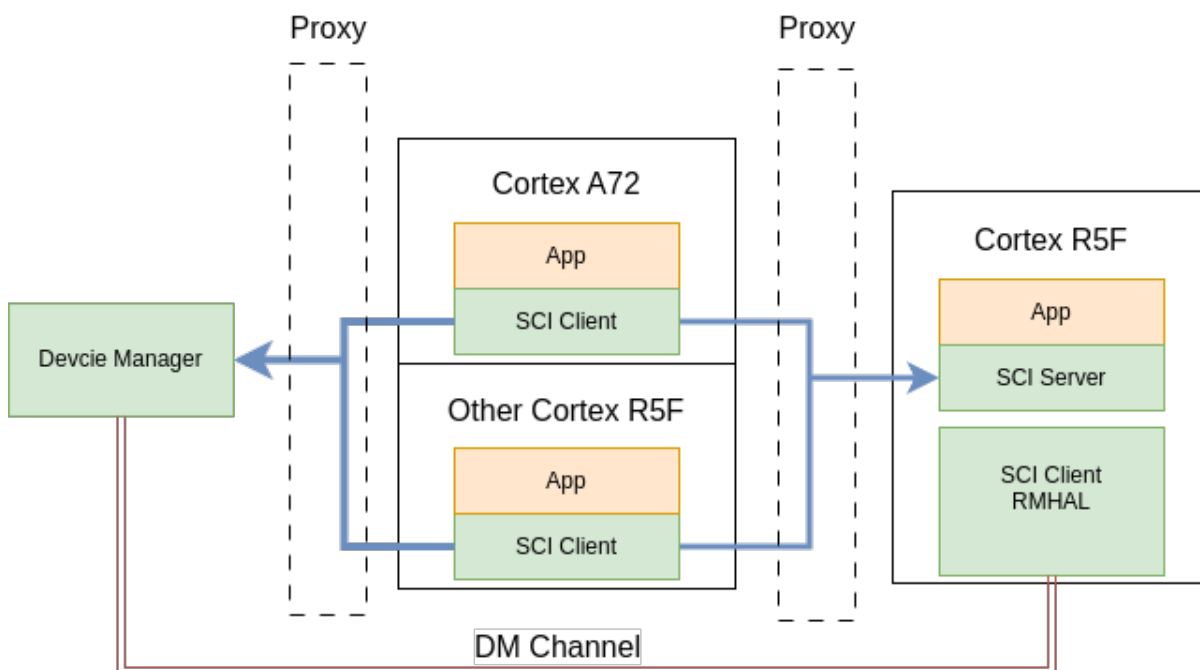 Proxy
Proxy
Cortex A72
App
SCI Client
Devcie Manager
Other Cortex R5F
App
SCI Client
Cortex R5F
App
SCI Server
SCI Client
RMHAL
DM Channel